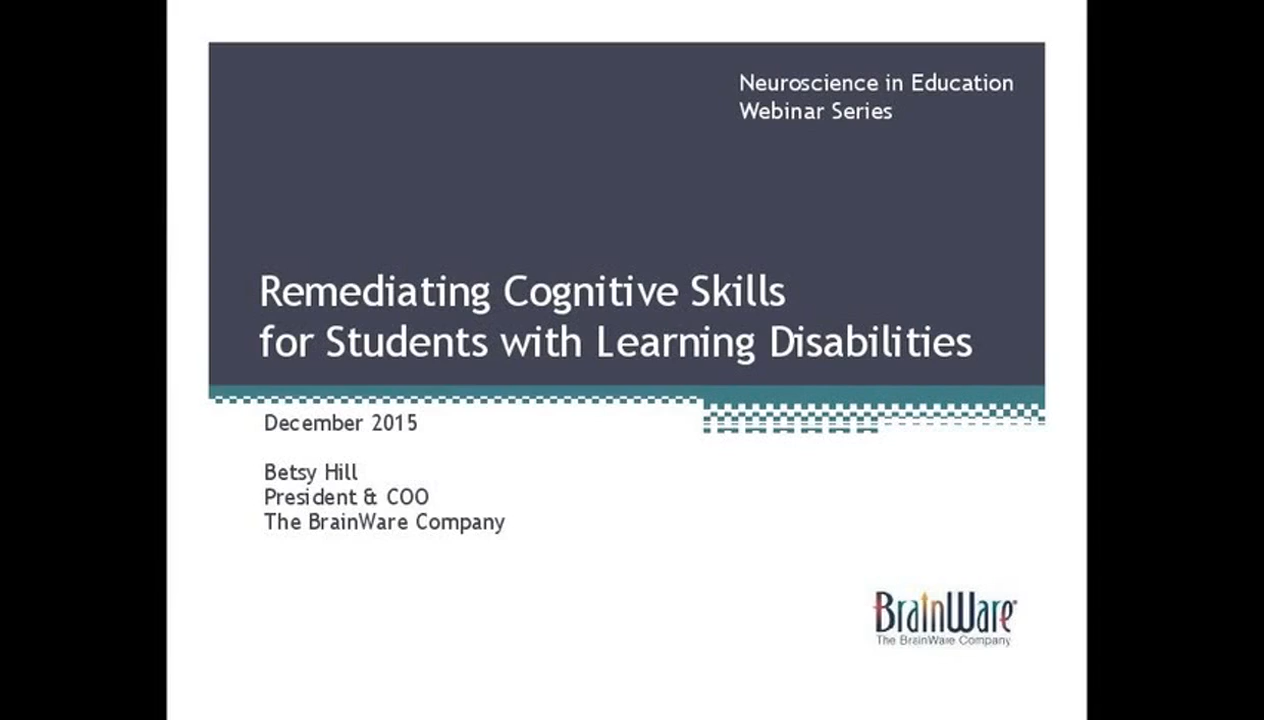 Neuroscience in Education
Webinar Series
Remediating Cognitive Skills
for Students with Learning Disabilities
December 2015
Betsy Hill
President & COO
The BrainWare Company
BrainWare
The BrainWare Company